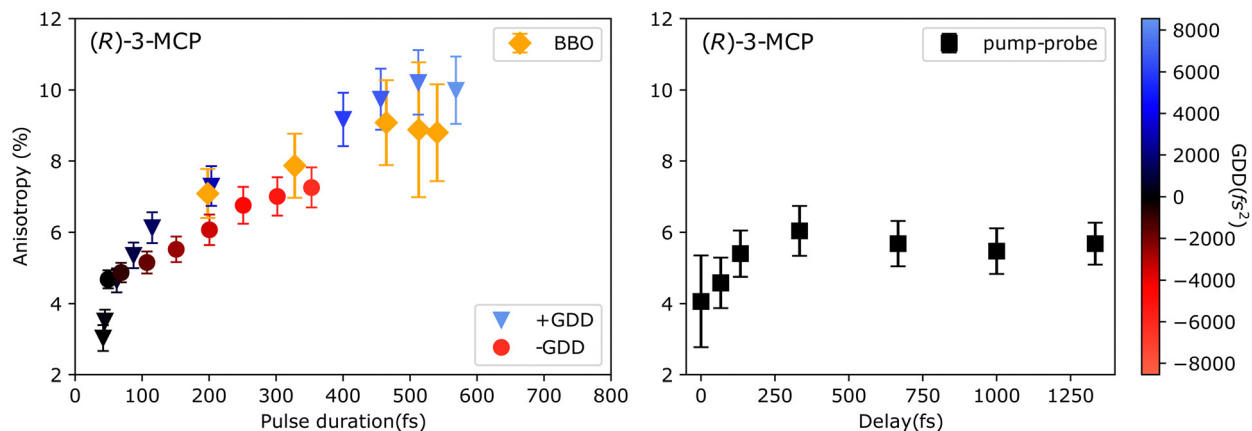 (R)-3-MCP
BBO
+GDD
-GDD
Anisotropy (%)
12
10
8
6
4
2
0 100 200 300 400 500 600 700 800
Pulse duration(fs)
(R)-3-MCP
pump-probe
12
10
8
6
4
2
0 250 500 750 1000 1250
Delay(fs)
8000
6000
4000
2000
0
−2000
−4000
−6000
−8000
GDD(fs²)